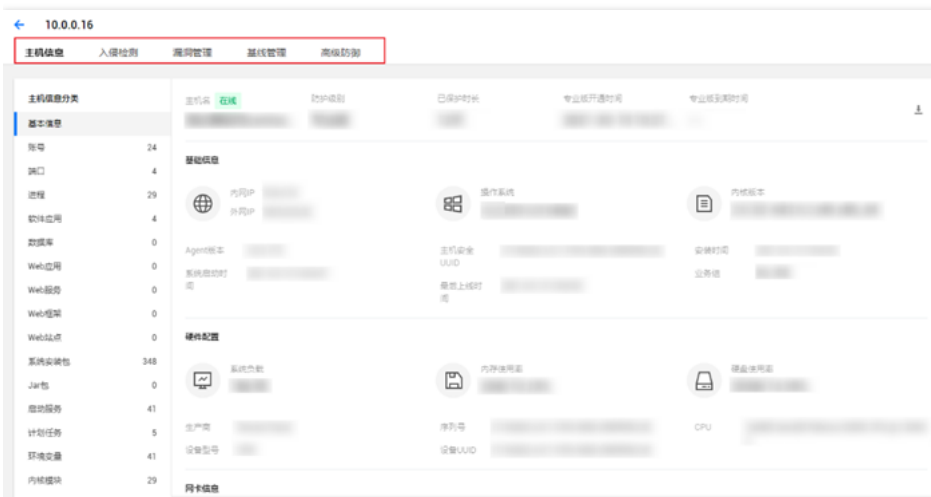 10.0.0.16
主机信息 入侵检测 漏洞管理 基线管理 高级防御
主机信息分类
基本信息
账号 24
端口 4
进程 29
软件应用 4
数据库 0
Web应用 0
Web服务 0
Web框架 0
Web站点 0
系统安装包 348
Jar包 0
启动服务 41
计划任务 5
环境变量 41
内核模块 29
主机名 在线 防护级别 已保护时长 专业版开通时间 专业版到期时间
基础信息
内网IP
外网IP
操作系统
内核版本
Agent版本
主机安全
UUID
安装时间
系统启动时
间
最后上线时
间
业务组
硬件配置
系统负载
内存使用率
硬盘使用率
生产商
序列号
CPU
设备型号
设备UUID
网卡信息